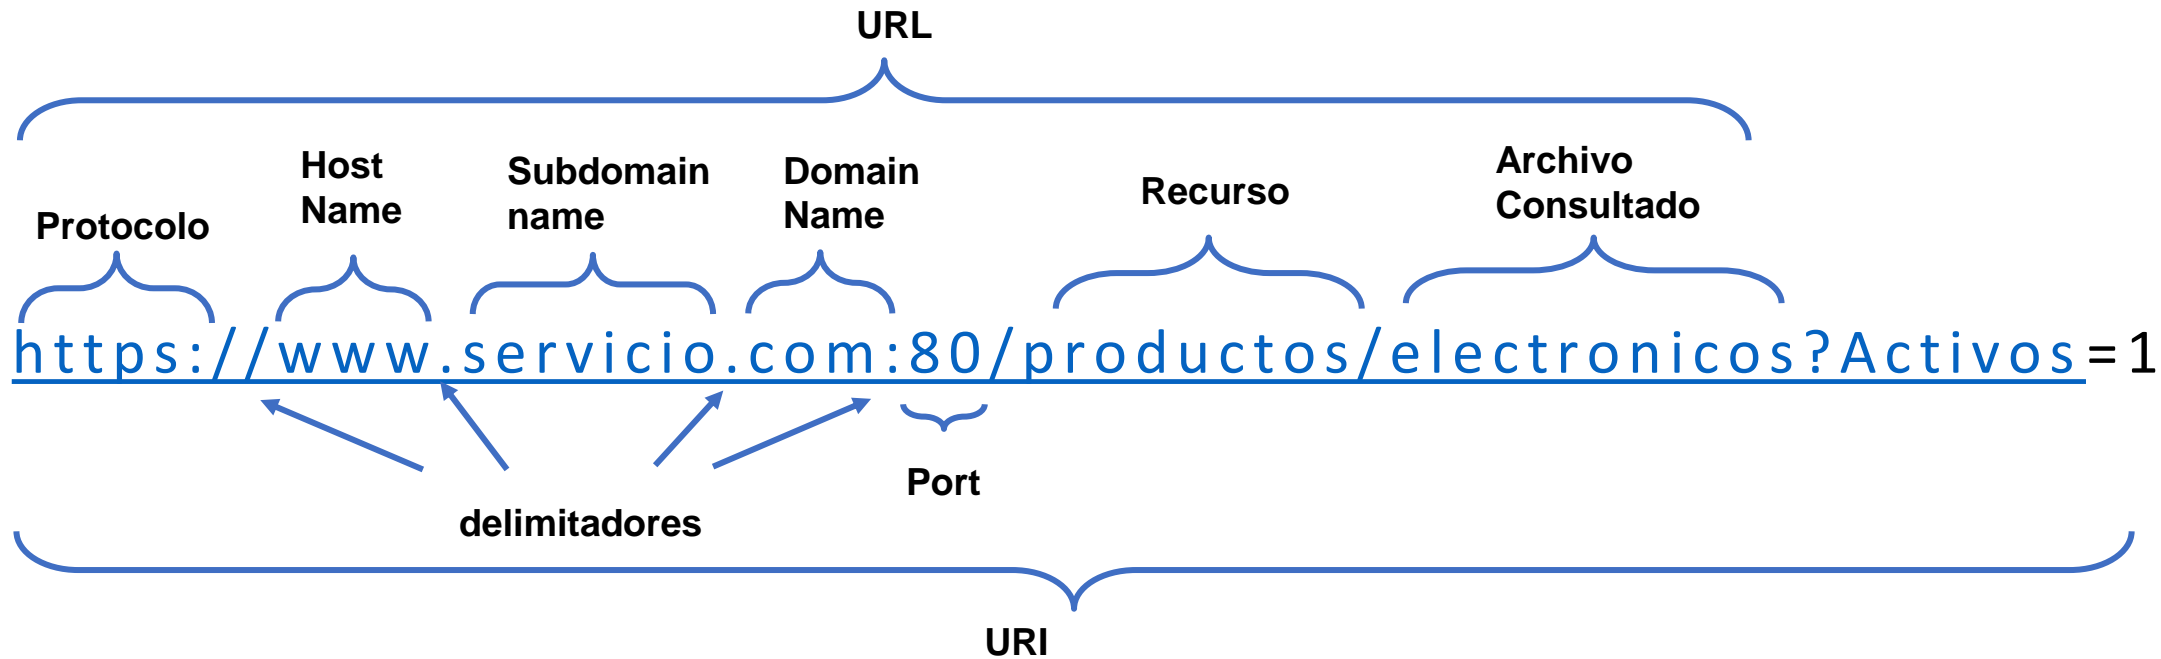 URL
Host
Name
Subdomain
name
Domain
Name
Recurso
Archivo
Consultado
Protocolo
https://www.servicio.com:80/productos/electronicos?Activos=1
Port
delimitadores
URI